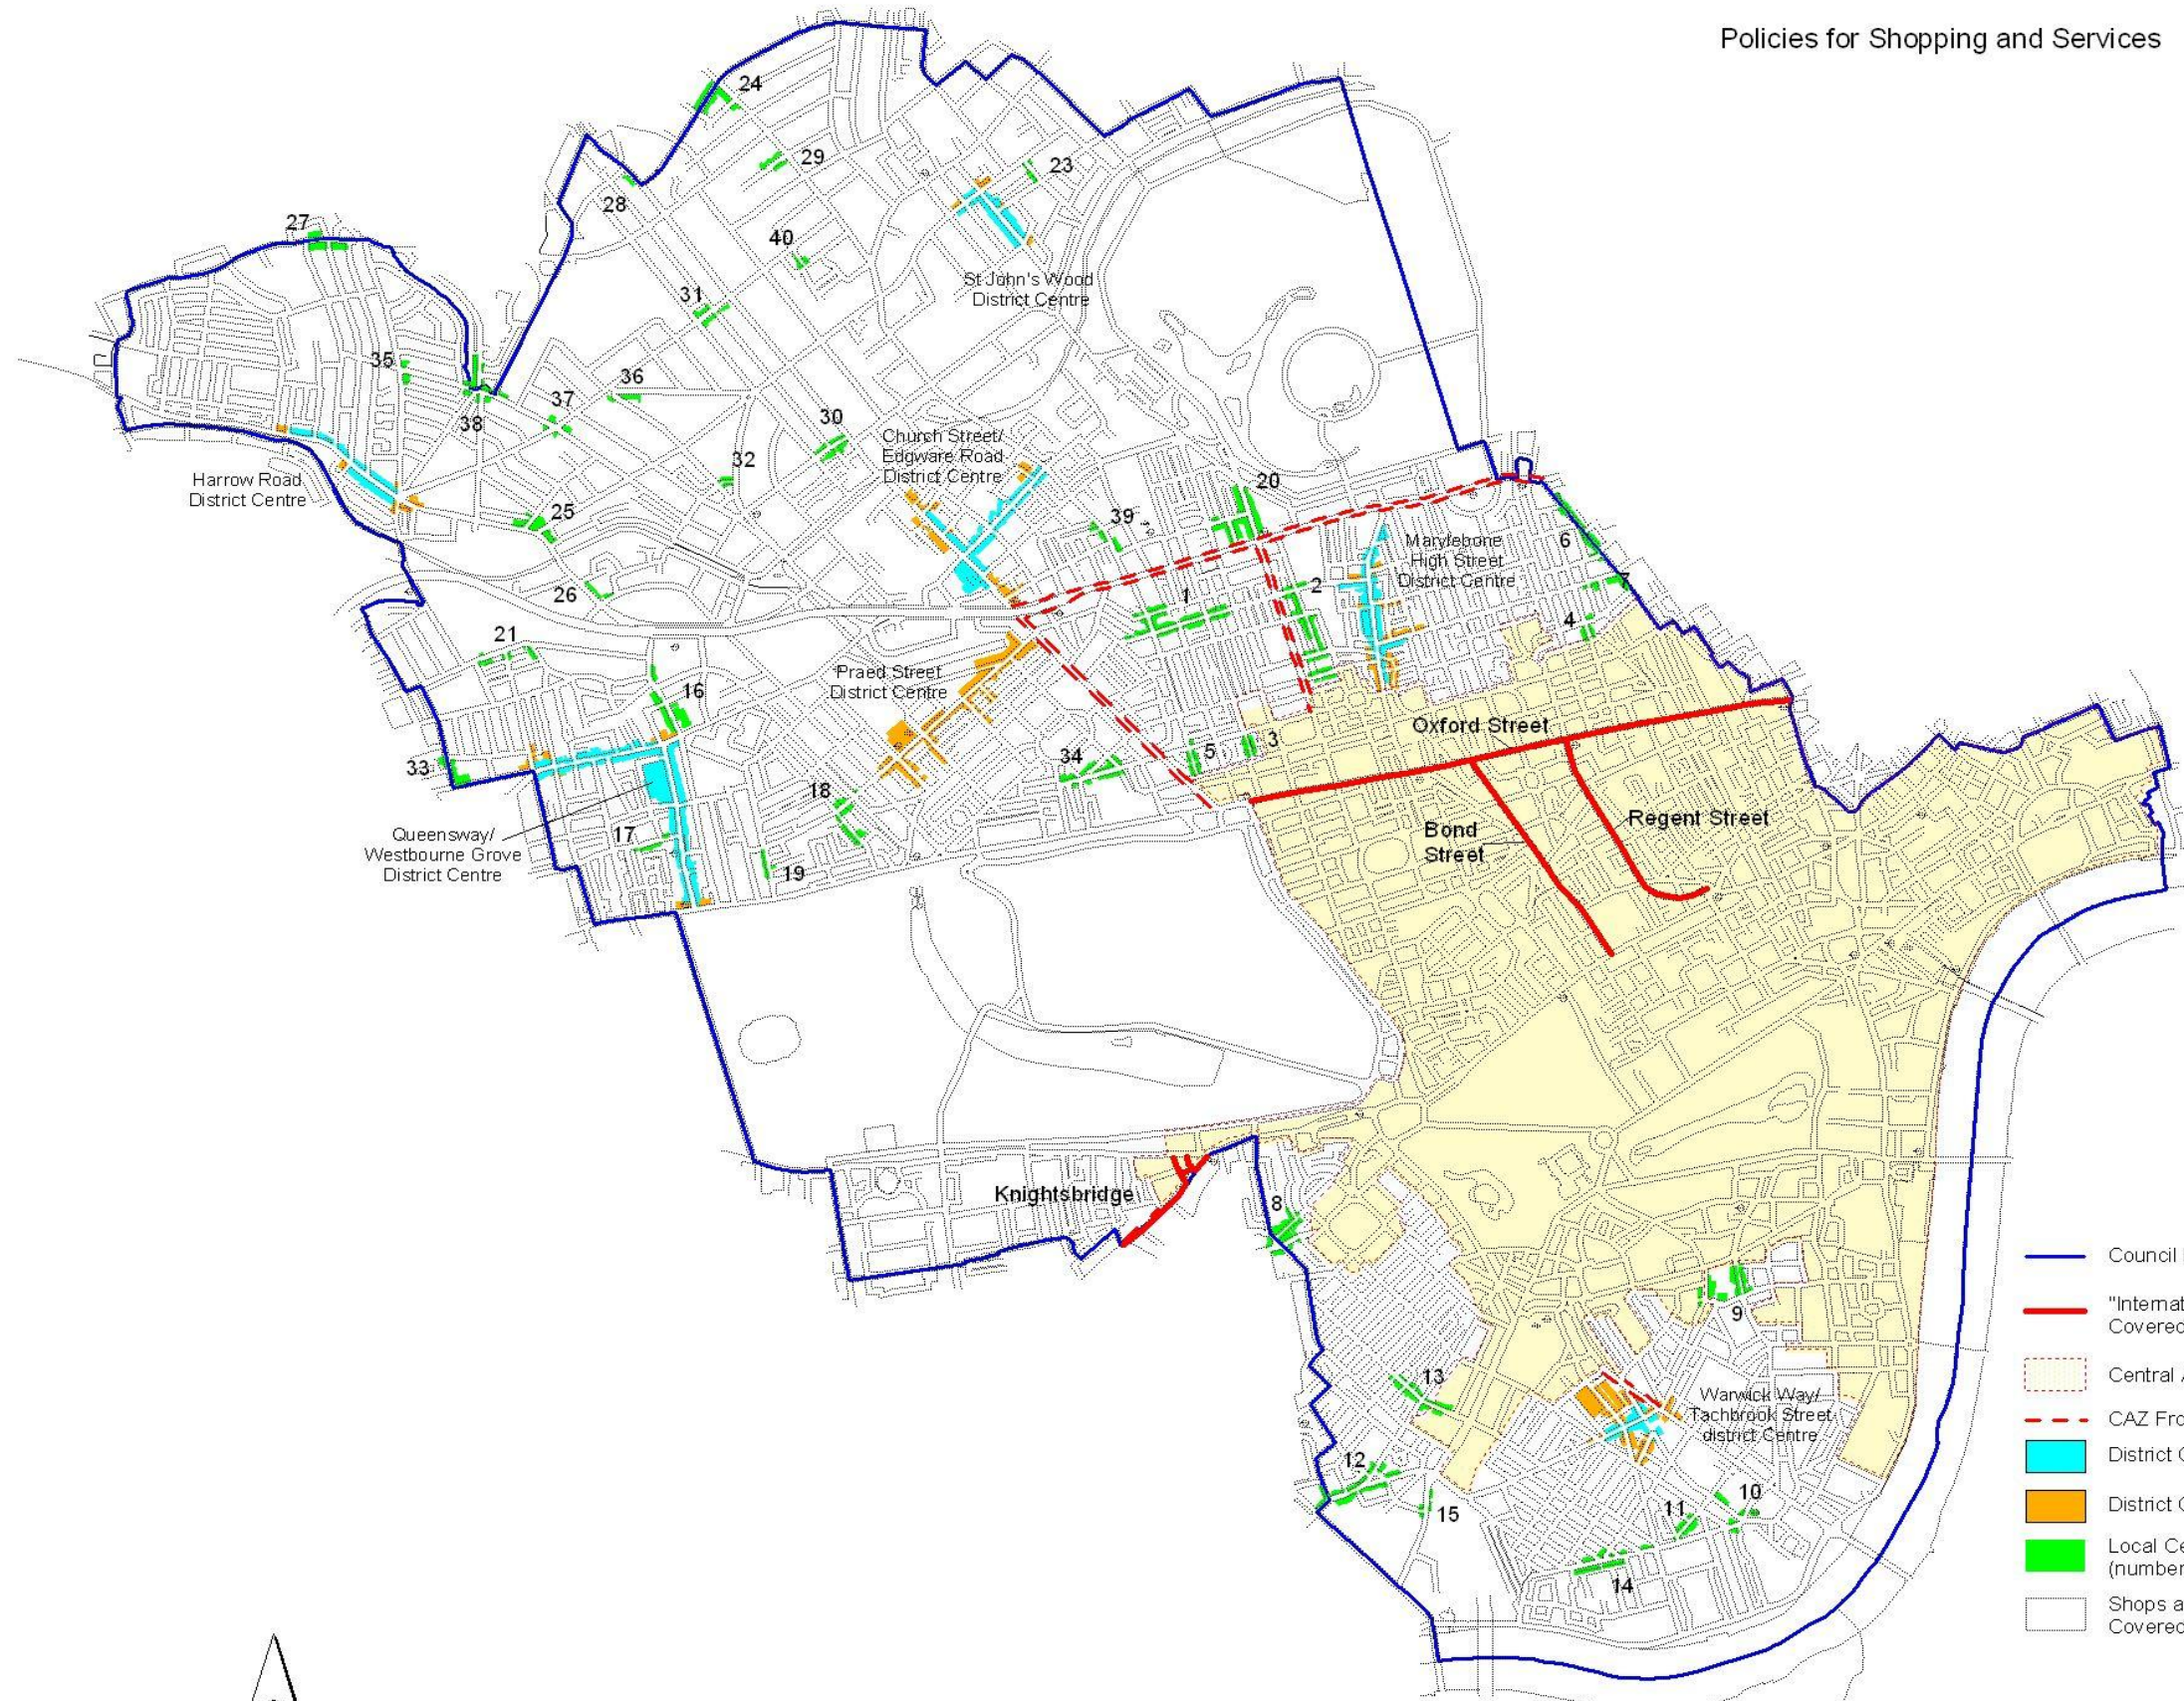 Policies for Shopping and Services
24
29
23
28
27
40
St John's Wood
District Centre
31
35
36
37
38
30
Church Street/
Edgware Road
District Centre
32
Harrow Road
District Centre
20
25
39
6
Marylebone
High Street
District Centre
26
1
2
7
4
21
Praed Street
District Centre
16
Oxford Street
5
3
34
33
18
Regent Street
Bond
Street
17
Queensway/
Westbourne Grove
District Centre
19
Knightsbridge
8
9
13
Warwick Way/
Tachbrook Street
district Centre
12
15
10
11
14
Council
"Internat
Covered
Central
CAZ Fro
District
District
Local Ce
(number
Shops a
Covered